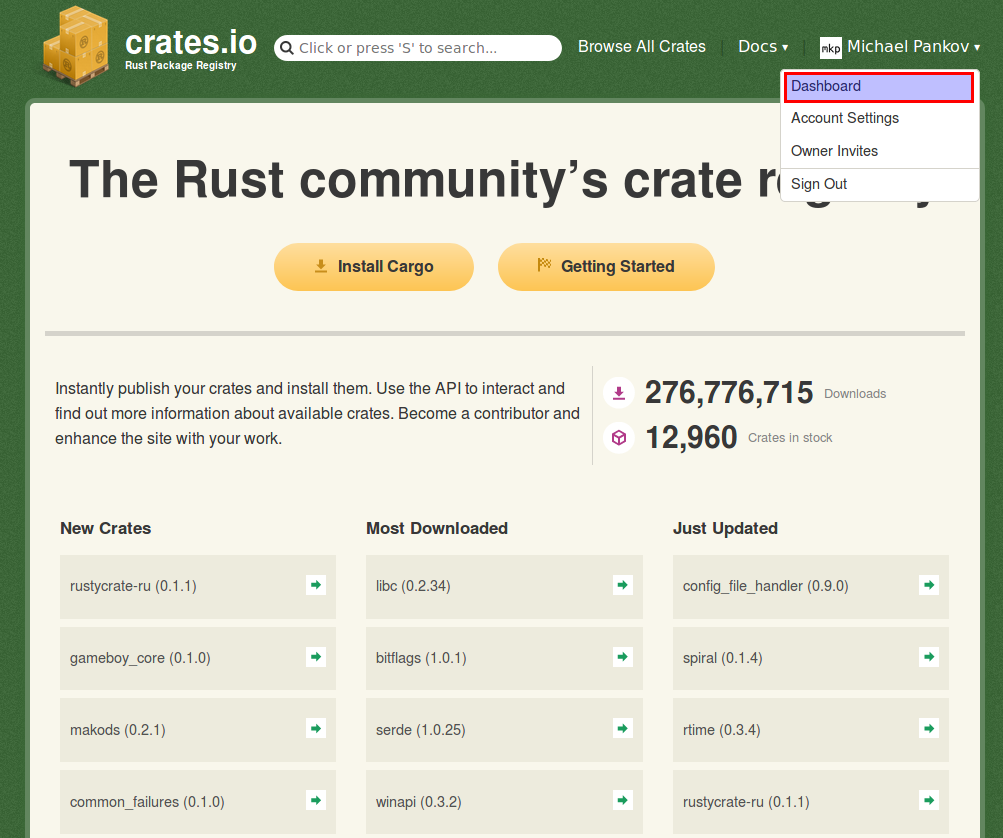 crates.io
Rust Package Registry
Click or press 'S' to search...
Browse All Crates
Docs ▾
mkp Michael Pankov ▾
Dashboard
Account Settings
Owner Invites
Sign Out
The Rust community’s crate
Install Cargo
Getting Started
Instantly publish your crates and install them. Use the API to interact and
find out more information about available crates. Become a contributor and
enhance the site with your work.
276,776,715 Downloads
12,960 Crates in stock
New Crates
rustycrate-ru (0.1.1)
gameboy_core (0.1.0)
makods (0.2.1)
common_failures (0.1.0)
Most Downloaded
libc (0.2.34)
bitflags (1.0.1)
serde (1.0.25)
winapi (0.3.2)
Just Updated
config_file_handler (0.9.0)
spiral (0.1.4)
rtime (0.3.4)
rustycrate-ru (0.1.1)